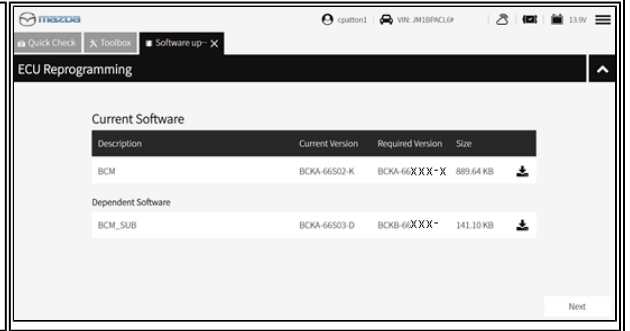 mazda cpatton1 VIN: JM1BPACL6 13.9V
Quick Check Toolbox Software up·· X
ECU Reprogramming
Current Software
Description Current Version Required Version Size
BCM BCKA-66S02-K BCKA-66XXX-X 889.64 KB
Dependent Software
BCM_SUB BCKA-66S03-D BCKB-66XXX- 141.10 KB
Next